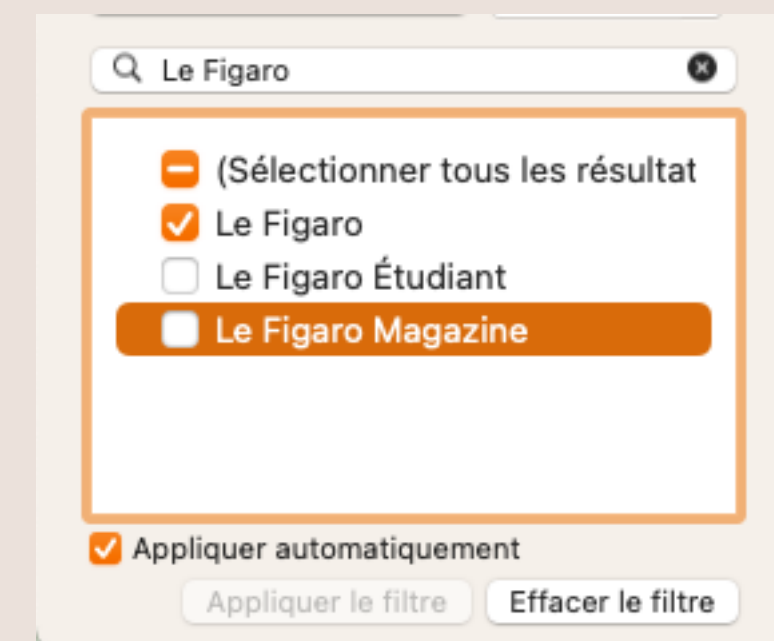 Le Figaro
(Sélectionner tous les résultat
Le Figaro
Le Figaro Étudiant
Le Figaro Magazine
Appliquer automatiquement
Appliquer le filtre Effacer le filtre